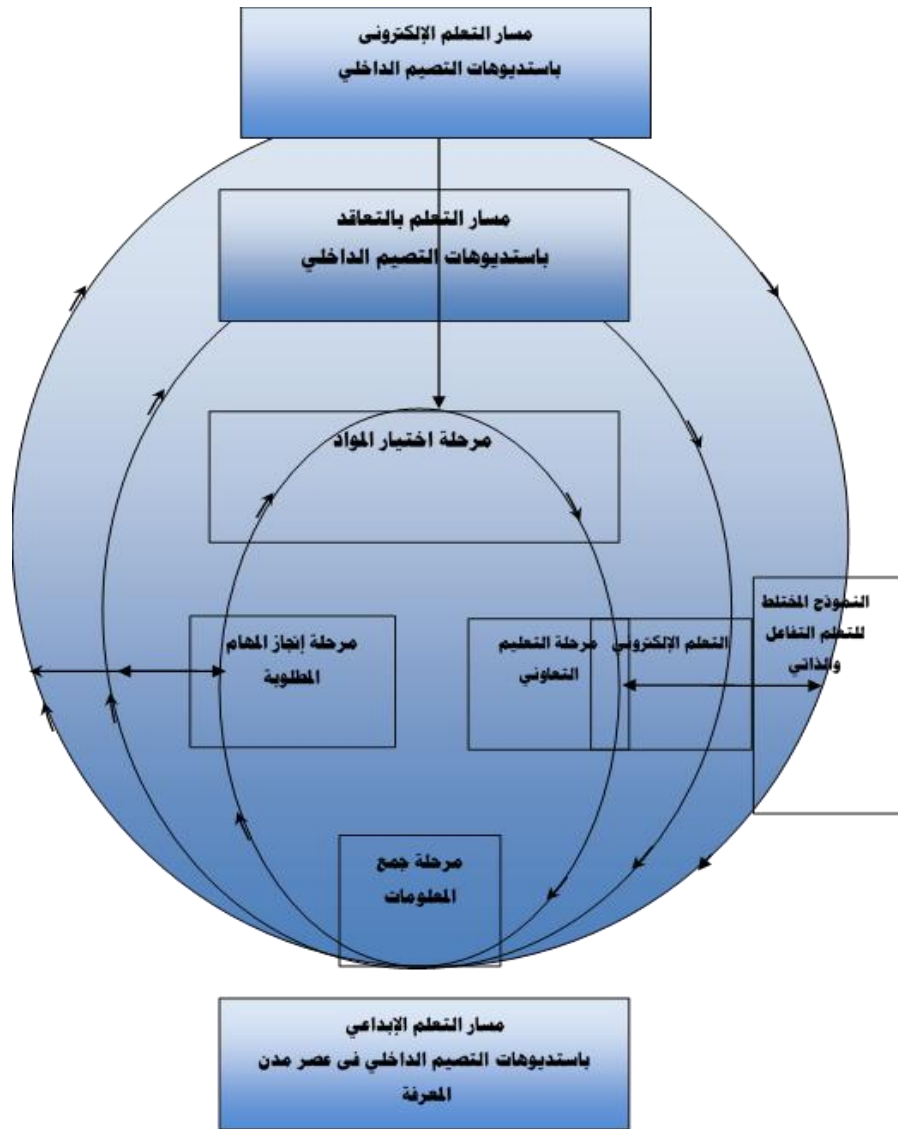 مسار التعلم الإلكترونى
باستديوهات التصيم الداخلي
مسار التعلم بالتعاقد
باستديوهات التصيم الداخلي
مرحلة اختيار المواد
النموذج المختلط
للتعلم التفاعل
والذاتي
التعلم الإلكتروني
مرحلة التعليم
التعاوني
مرحلة إنجاز المهام
المطلوبة
مرحلة جمع
المعلومات
مسار التعلم الإبداعي
باستديوهات التصيم الداخلي فى عصر مدن
المعرفة